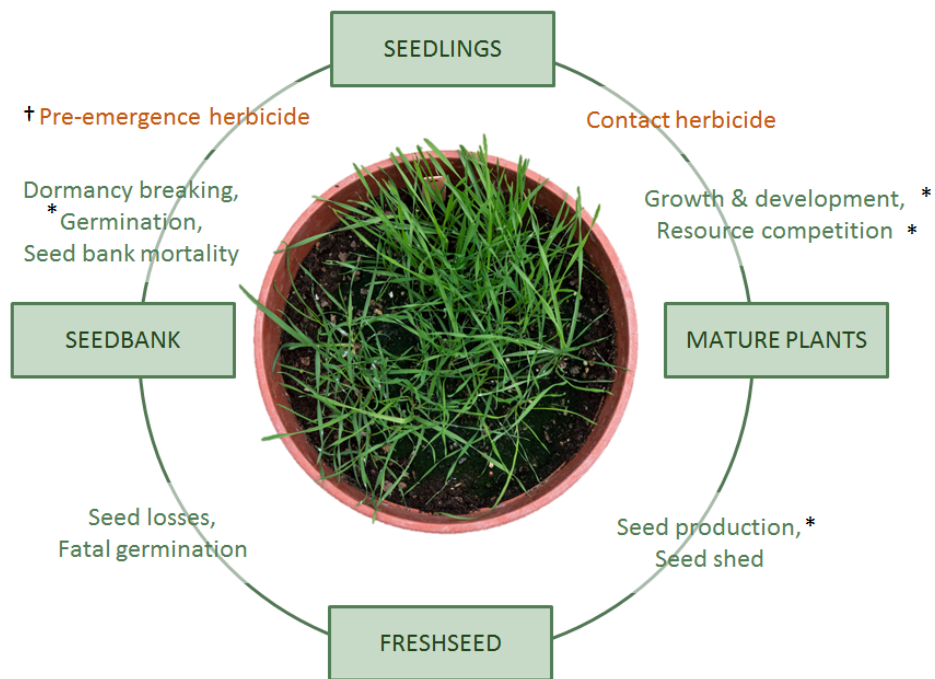 SEEDLINGS
† Pre-emergence herbicide
Contact herbicide
Dormancy breaking,
* Germination,
Seed bank mortality
Growth & development, *
Resource competition *
SEEDBANK
MATURE PLANTS
Seed losses,
Fatal germination
Seed production, *
Seed shed
FRESHSEED